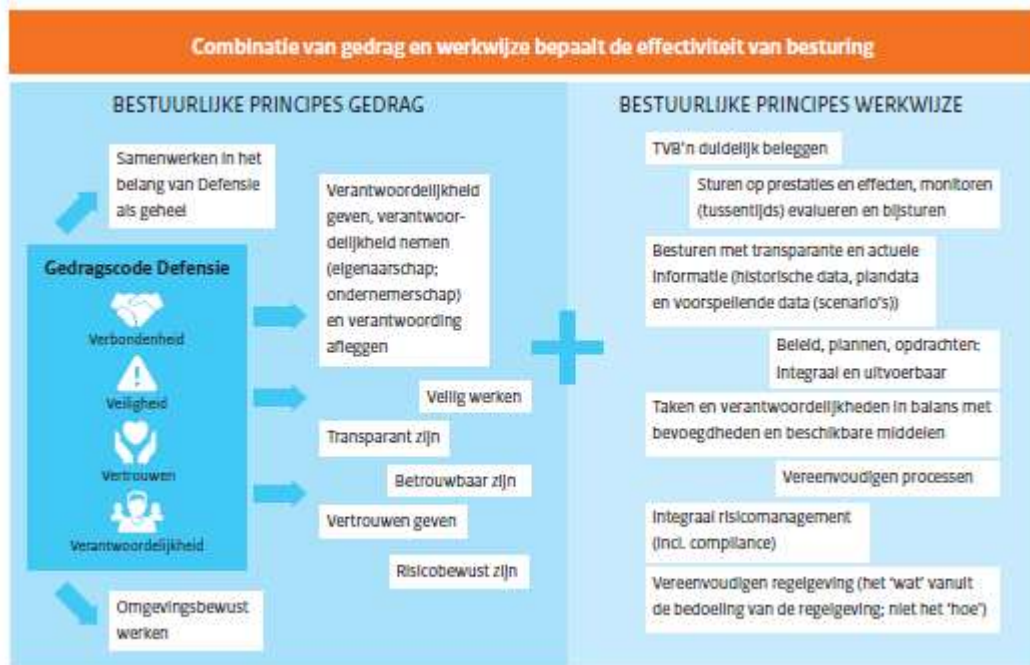 Combinatie van gedrag en werkwijze bepaalt de effectiviteit van besturing
BESTUURLIJKE PRINCIPES GEDRAG
Samenwerken in het
belang van Defensie
als geheel
Gedragscode Defensie
Verbondenheid
Veiligheid
Vertrouwen
Verantwoordelijkheid
Verantwoordelijkheid
geven, verantwoor-
delijkheid nemen
(eigenaarschap;
ondernemerschap)
en verantwoording
afleggen
Veilig werken
Transparant zijn
Betrouwbaar zijn
Vertrouwen geven
Risicobewust zijn
Omgevingsbewust
werken
BESTUURLIJKE PRINCIPES WERKWIJZE
TVB'n duidelijk beleggen
Sturen op prestaties en effecten, monitoren
(tussentijds) evalueren en bijsturen
Besturen met transparante en actuele
informatie (historische data, plandata
en voorspellende data (scenario's))
Beleid, plannen, opdrachten:
Integraal en uitvoerbaar
Taken en verantwoordelijkheden in balans met
bevoegdheden en beschikbare middelen
Vereenvoudigen processen
Integraal risicomanagement
(incl. compliance)
Vereenvoudigen regelgeving (het 'wat' vanuit
de bedoeling van de regelgeving; niet het 'hoe')